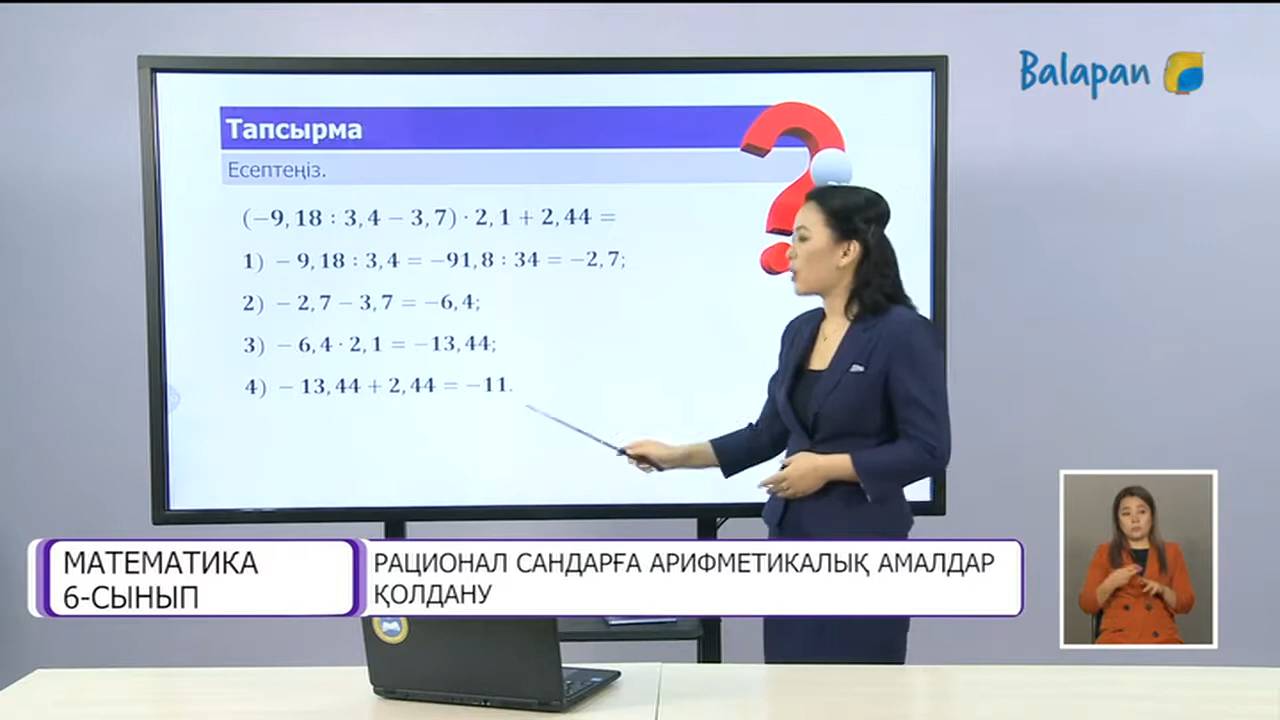 Balapan
Тапсырма
Есептеңіз.
(−9,18 : 3,4 − 3,7) · 2,1 + 2,44 =
1) − 9,18 : 3,4 = −91,8 : 34 = −2,7;
2) − 2,7 − 3,7 = −6,4;
3) − 6,4 · 2,1 = −13,44;
4) − 13,44 + 2,44 = −11.
МАТЕМАТИКА
6-СЫНЫП
РАЦИОНАЛ САНДАРҒА АРИФМЕТИКАЛЫҚ АМАЛДАР
ҚОЛДАНУ